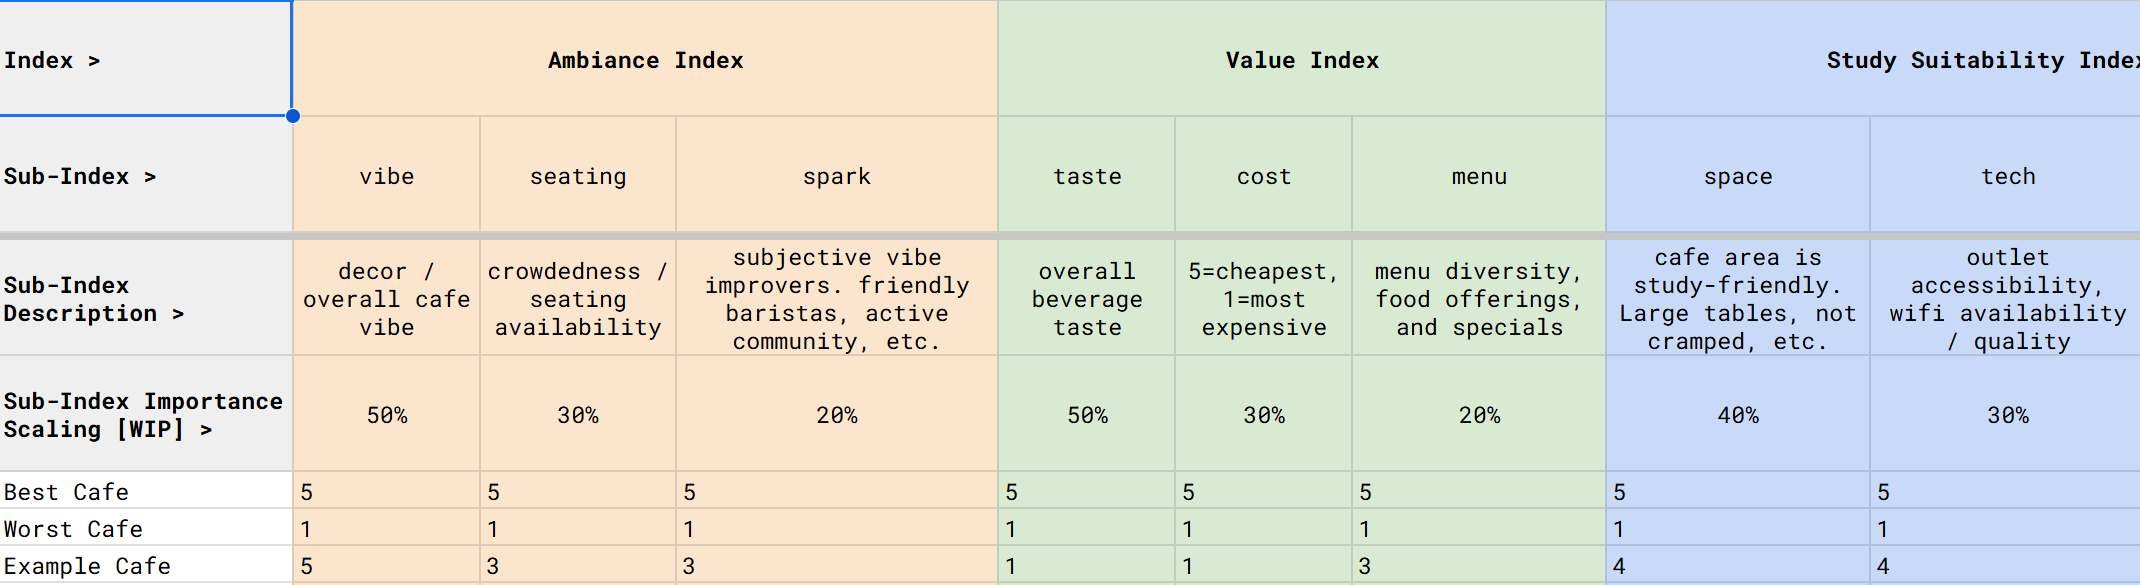 Index >
Ambiance Index
Value Index
Study Suitability Index
Sub-Index >
vibe
seating
spark
taste
cost
menu
space
tech
Sub-Index
Description >
decor /
overall cafe
vibe
crowdedness /
seating
availability
subjective vibe
improvers. friendly
baristas, active
community, etc.
overall
beverage
taste
5=cheapest,
1=most
expensive
menu diversity,
food offerings,
and specials
cafe area is
study-friendly.
Large tables, not
cramped, etc.
outlet
accessibility,
wifi availability
/ quality
Sub-Index Importance
Scaling [WIP] >
50%
30%
20%
50%
30%
20%
40%
30%
Best Cafe 5 5 5 5 5 5 5 5
Worst Cafe 1 1 1 1 1 1 1 1
Example Cafe 5 3 3 1 1 3 4 4